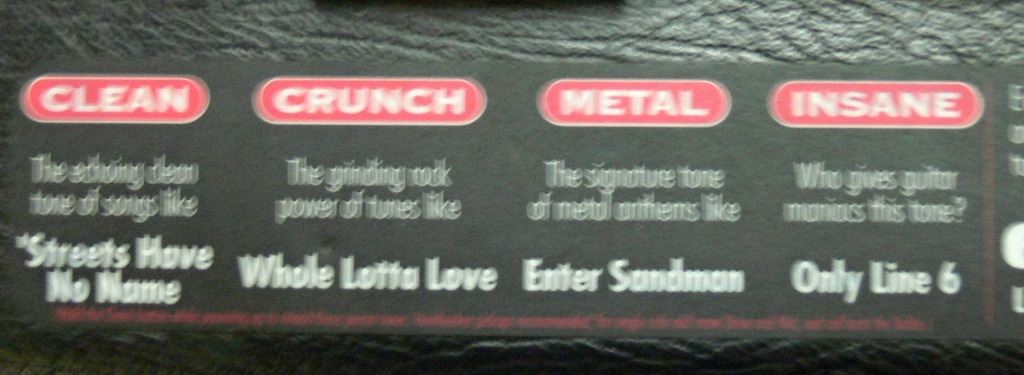 CLEAN CRUNCH METAL INSANE
The echoing clean The grinding rock The signature tone Who gives guitar
tone of songs like power of tunes like of metal anthems like maniacs this tone?
'Streets Have
No Name Whole Lotta Love Enter Sandman Only Line 6